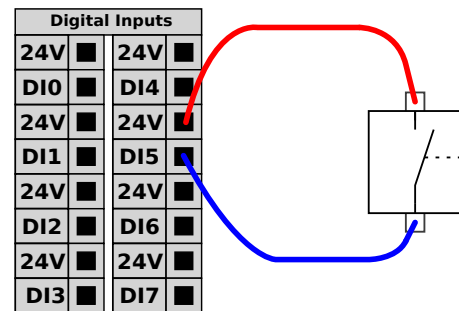 Digital Inputs
24V 24V
DI0 DI4
24V 24V
DI1 DI5
24V 24V
DI2 DI6
24V 24V
DI3 DI7